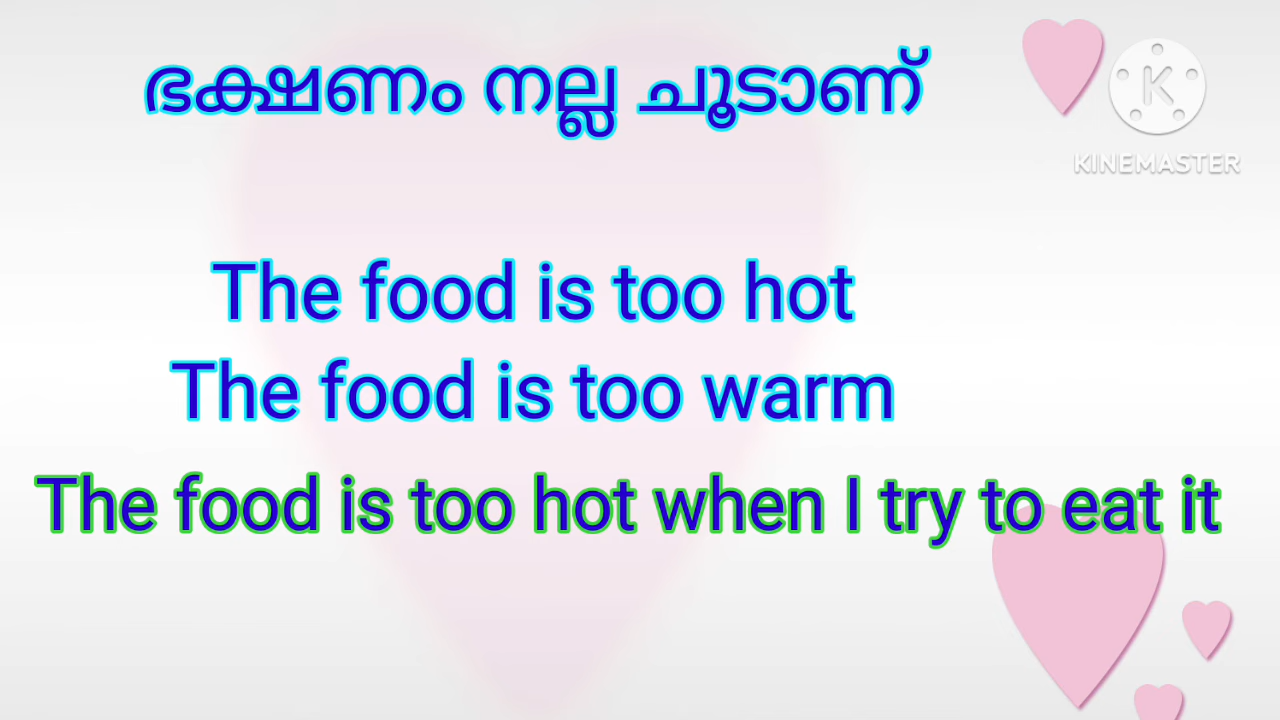 ഭക്ഷണം നല്ല ചൂടാണ്
K
KINEMASTER
The food is too hot
The food is too warm
The food is too hot when I try to eat it